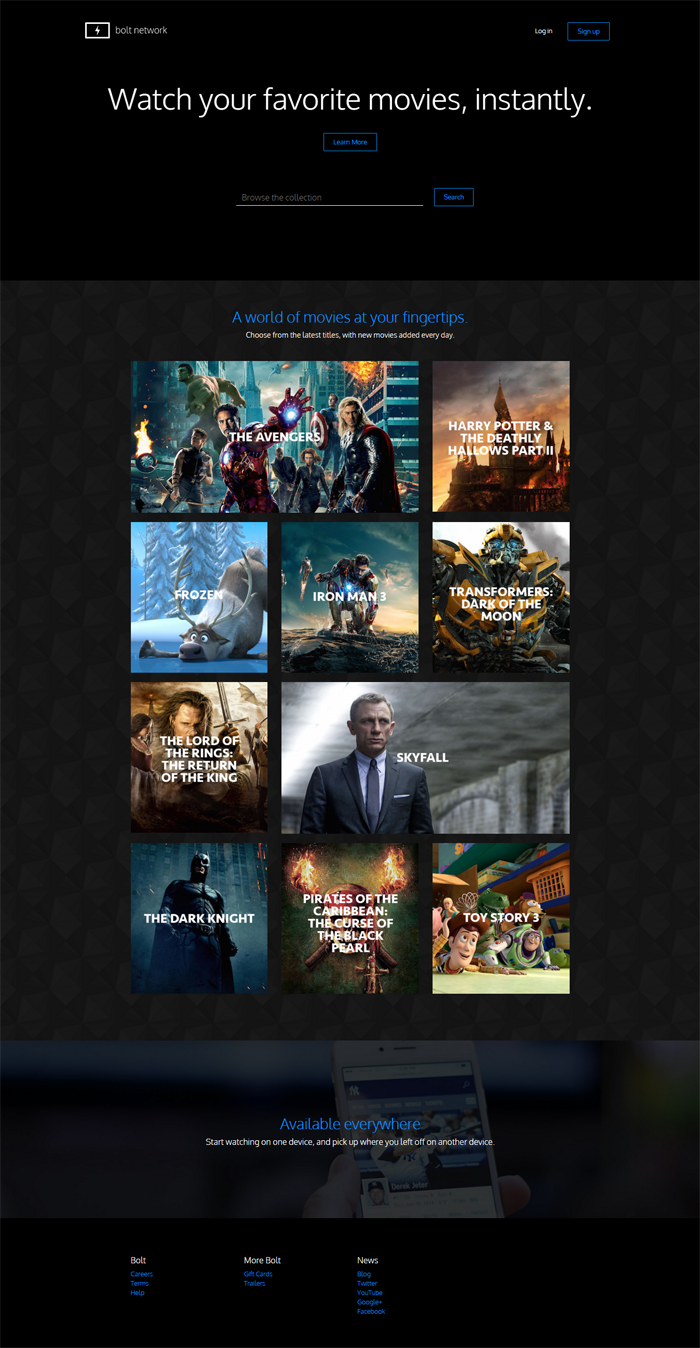 bolt network
Log in
Sign up
Watch your favorite movies, instantly.
Learn More
Browse the collection
Search
A world of movies at your fingertips.
Choose from the latest titles, with new movies added every day.
THE AVENGERS
HARRY POTTER &
THE DEATHLY
HALLOWS PART II
FROZEN
IRON MAN 3
TRANSFORMERS:
DARK OF THE
MOON
THE LORD OF
THE RINGS:
THE RETURN
OF THE KING
SKYFALL
THE DARK KNIGHT
PIRATES OF THE
CARIBBEAN:
THE CURSE OF
THE BLACK
PEARL
TOY STORY 3
Available everywhere
Start watching on one device, and pick up where you left off on another device.
Derek Jeter
Bolt
Careers
Terms
Help
More Bolt
Gift Cards
Trailers
News
Blog
Twitter
YouTube
Google+
Facebook